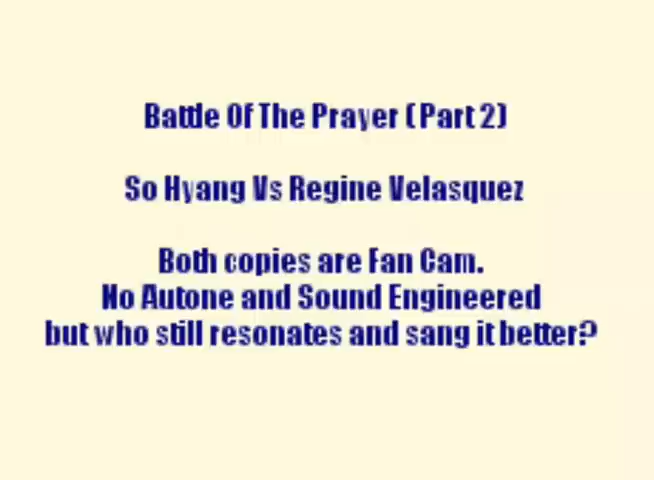 Battle Of The Prayer (Part 2)
So Hyang Vs Regine Velasquez
Both copies are Fan Cam.
No Autone and Sound Engineered
but who still resonates and sang it better?